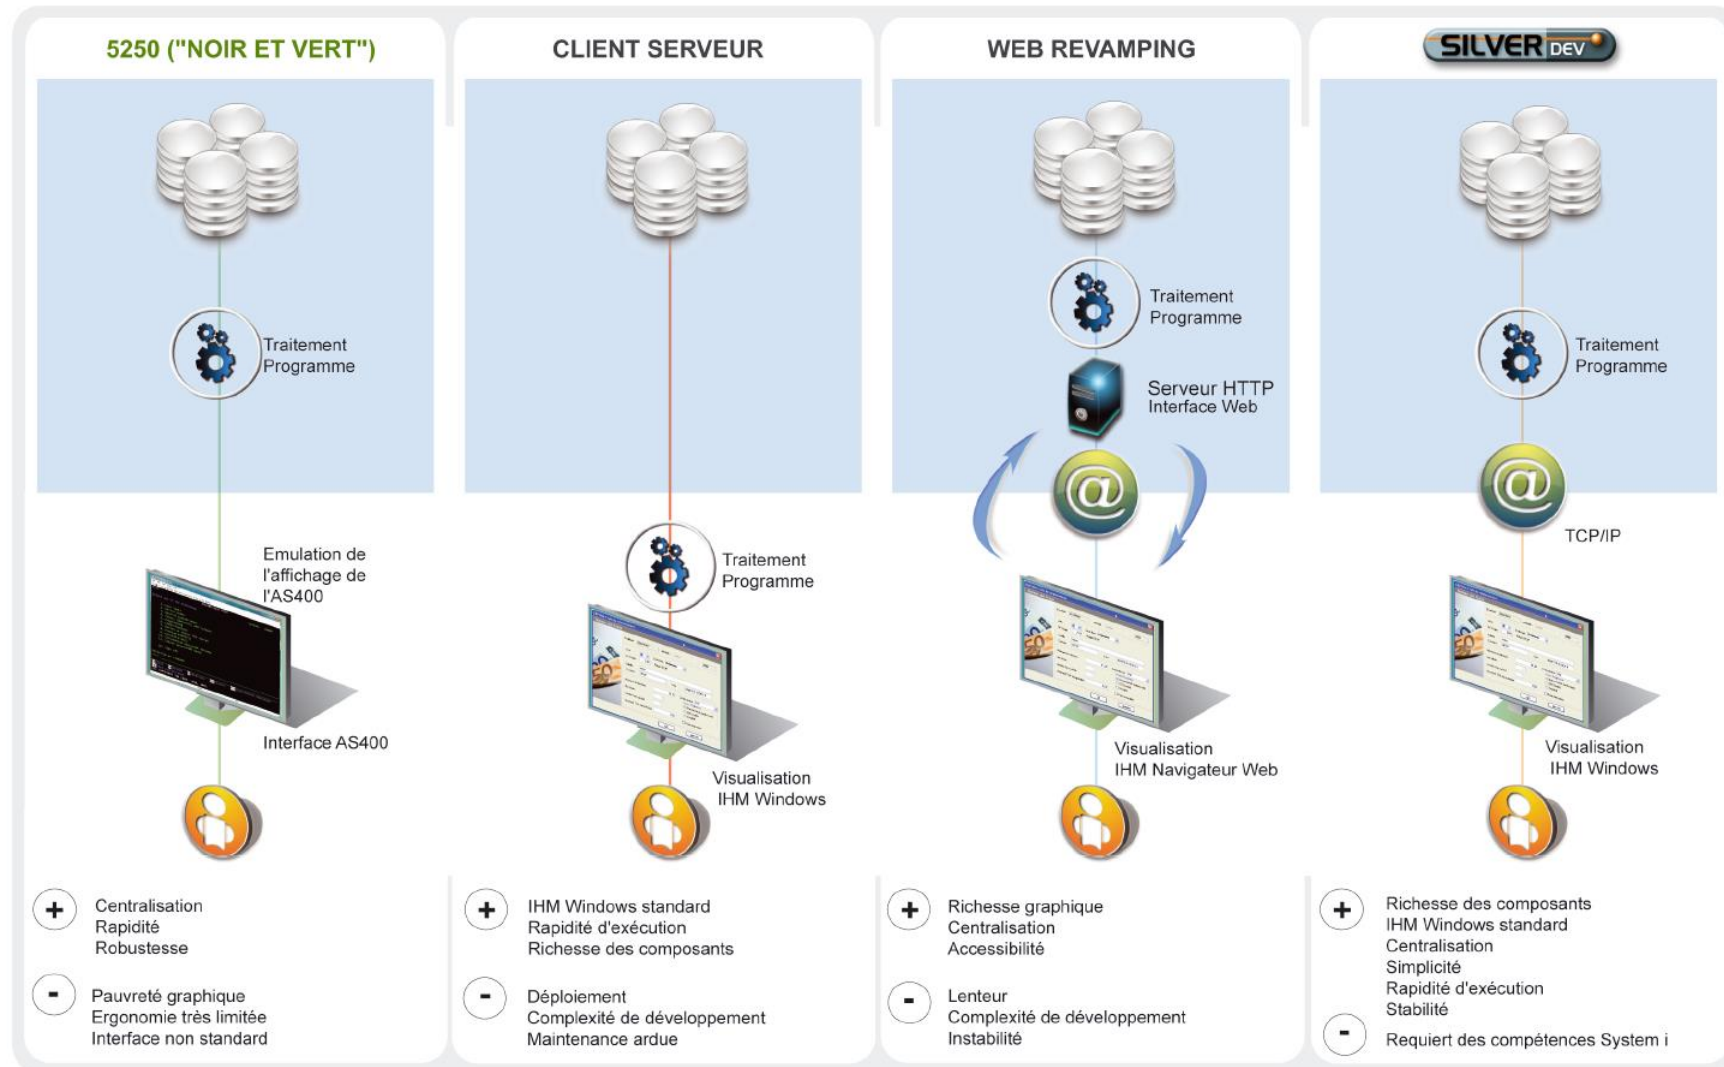 5250 ("NOIR ET VERT")
Traitement
Programme
Emulation de
l'affichage de
l'AS400
Interface AS400
+
Centralisation
Rapidité
Robustesse
-
Pauvreté graphique
Ergonomie très limitée
Interface non standard
CLIENT SERVEUR
Traitement
Programme
Visualisation
IHM Windows
+
IHM Windows standard
Rapidité d'exécution
Richesse des composants
-
Déploiement
Complexité de développement
Maintenance ardue
WEB REVAMPING
Traitement
Programme
Serveur HTTP
Interface Web
@
Visualisation
IHM Navigateur Web
+
Richesse graphique
Centralisation
Accessibilité
-
Lenteur
Complexité de développement
Instabilité
SILVER DEV
Traitement
Programme
@
TCP/IP
Visualisation
IHM Windows
+
Richesse des composants
IHM Windows standard
Centralisation
Simplicité
Rapidité d'exécution
Stabilité
-
Requiert des compétences System i